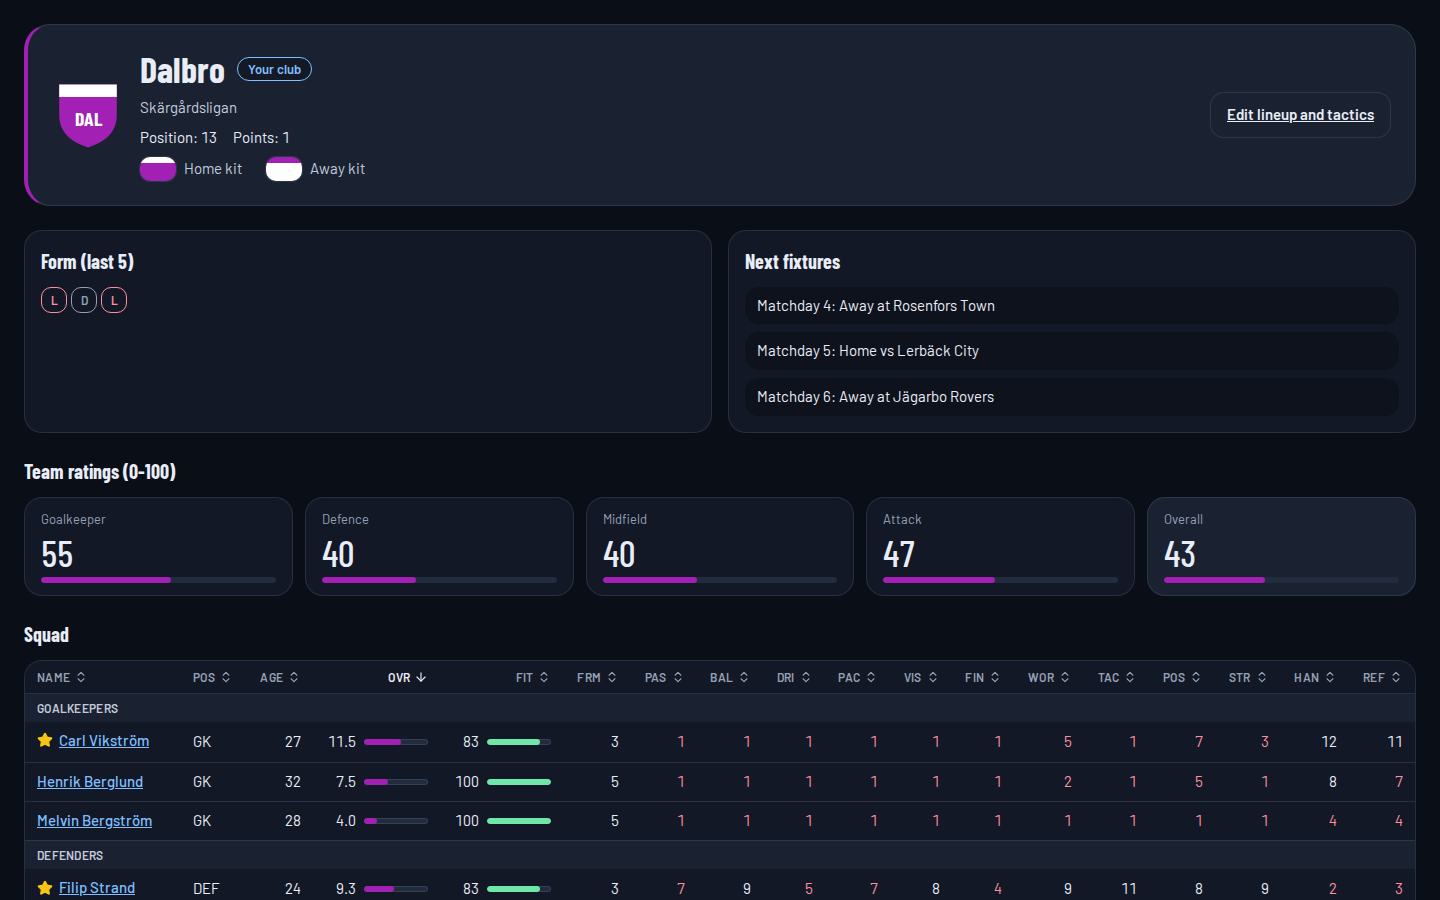 Dalbro Your club
DAL
Skärgårdsligan
Position: 13 Points: 1
Home kit Away kit
Edit lineup and tactics
Form (last 5)
L D L
Next fixtures
Matchday 4: Away at Rosenfors Town
Matchday 5: Home vs Lerbäck City
Matchday 6: Away at Jägarbo Rovers
Team ratings (0-100)
Goalkeeper
55
Defence
40
Midfield
40
Attack
47
Overall
43
Squad
NAME POS AGE OVR FIT FRM PAS BAL DRI PAC VIS FIN WOR TAC POS STR HAN REF
GOALKEEPERS
Carl Vikström GK 27 11.5 83 3 1 1 1 1 1 1 5 1 7 3 12 11
Henrik Berglund GK 32 7.5 100 5 1 1 1 1 1 1 2 1 5 1 8 7
Melvin Bergström GK 28 4.0 100 5 1 1 1 1 1 1 1 1 1 1 4 4
DEFENDERS
Filip Strand DEF 24 9.3 83 3 7 9 5 7 8 4 9 11 8 9 2 3